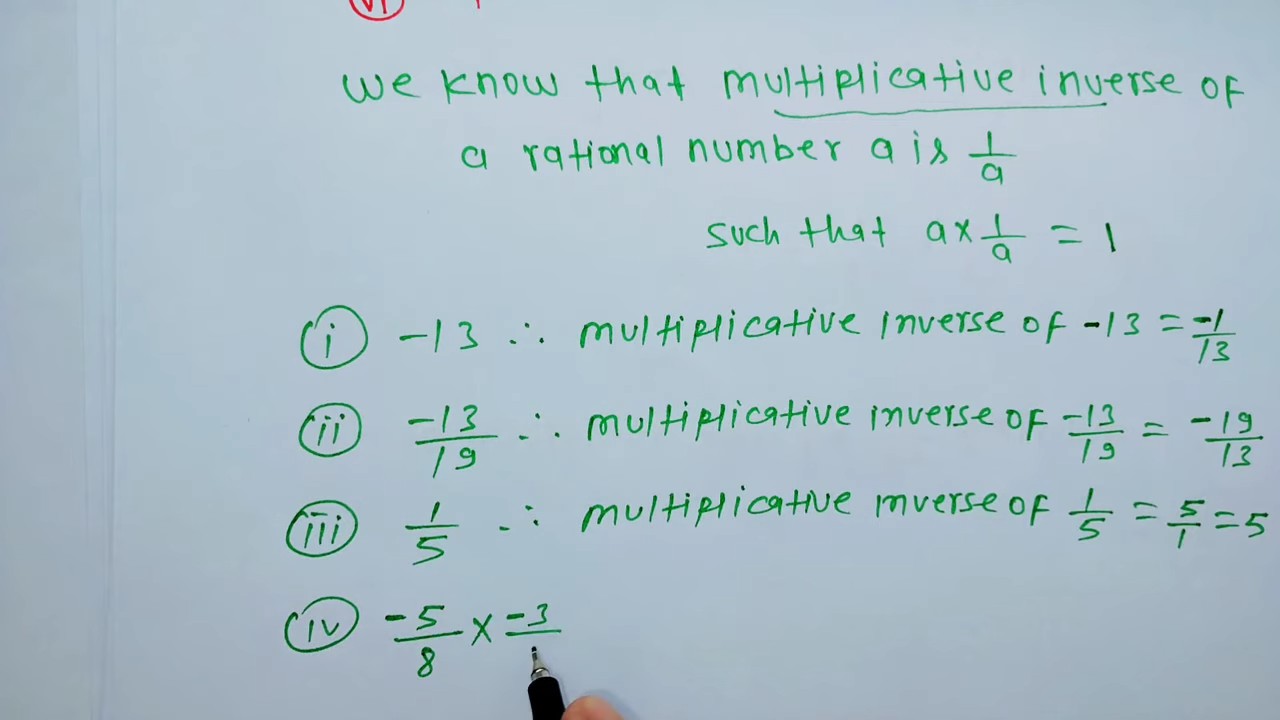 (vi)
We know that multiplicative inverse of
a rational number a is 1/a
such that a × 1/a = 1
(i) -13 ∴ multiplicative inverse of -13 = -1/13
(ii) -13/19 ∴ multiplicative inverse of -13/19 = -19/13
(iii) 1/5 ∴ multiplicative inverse of 1/5 = 5/1 = 5
(iv) -5/8 × -3/